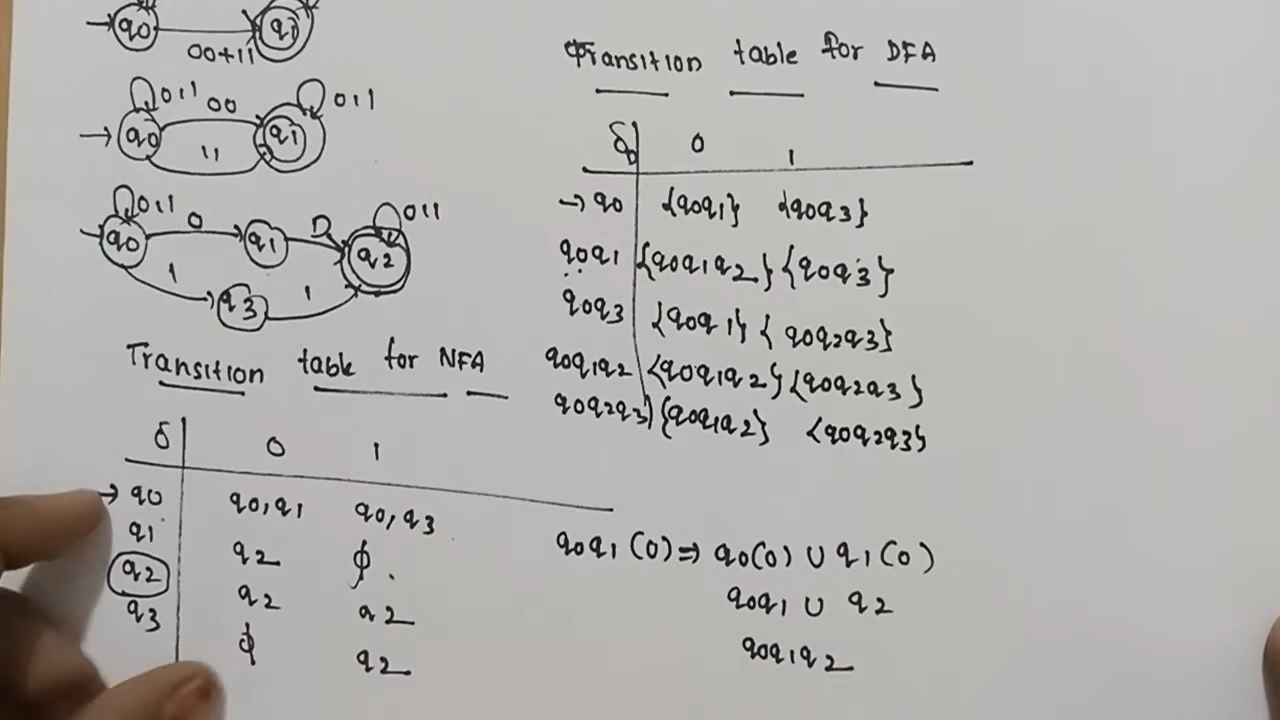 q0 q1
00+11
0,1 00 0,1
→ q0 q1
11
0,1 0 0,1
q0 q1 0 q2
1 q3 1
Transition table for NFA
δ 0 1
→ q0 q0,q1 q0,q3
q1 q2 ϕ.
q2 q2 q2
q3 ϕ q2
Transition table for DFA
δ 0 1
→ q0 {q0q1} {q0q3}
q0q1 {q0q1q2} {q0q3}
q0q3 {q0q1} {q0q2q3}
q0q1q2 {q0q1q2} {q0q2q3}
q0q2q3 {q0q1q2} {q0q2q3}
q0q1(0) ⇒ q0(0) ∪ q1(0)
q0q1 ∪ q2
q0q1q2